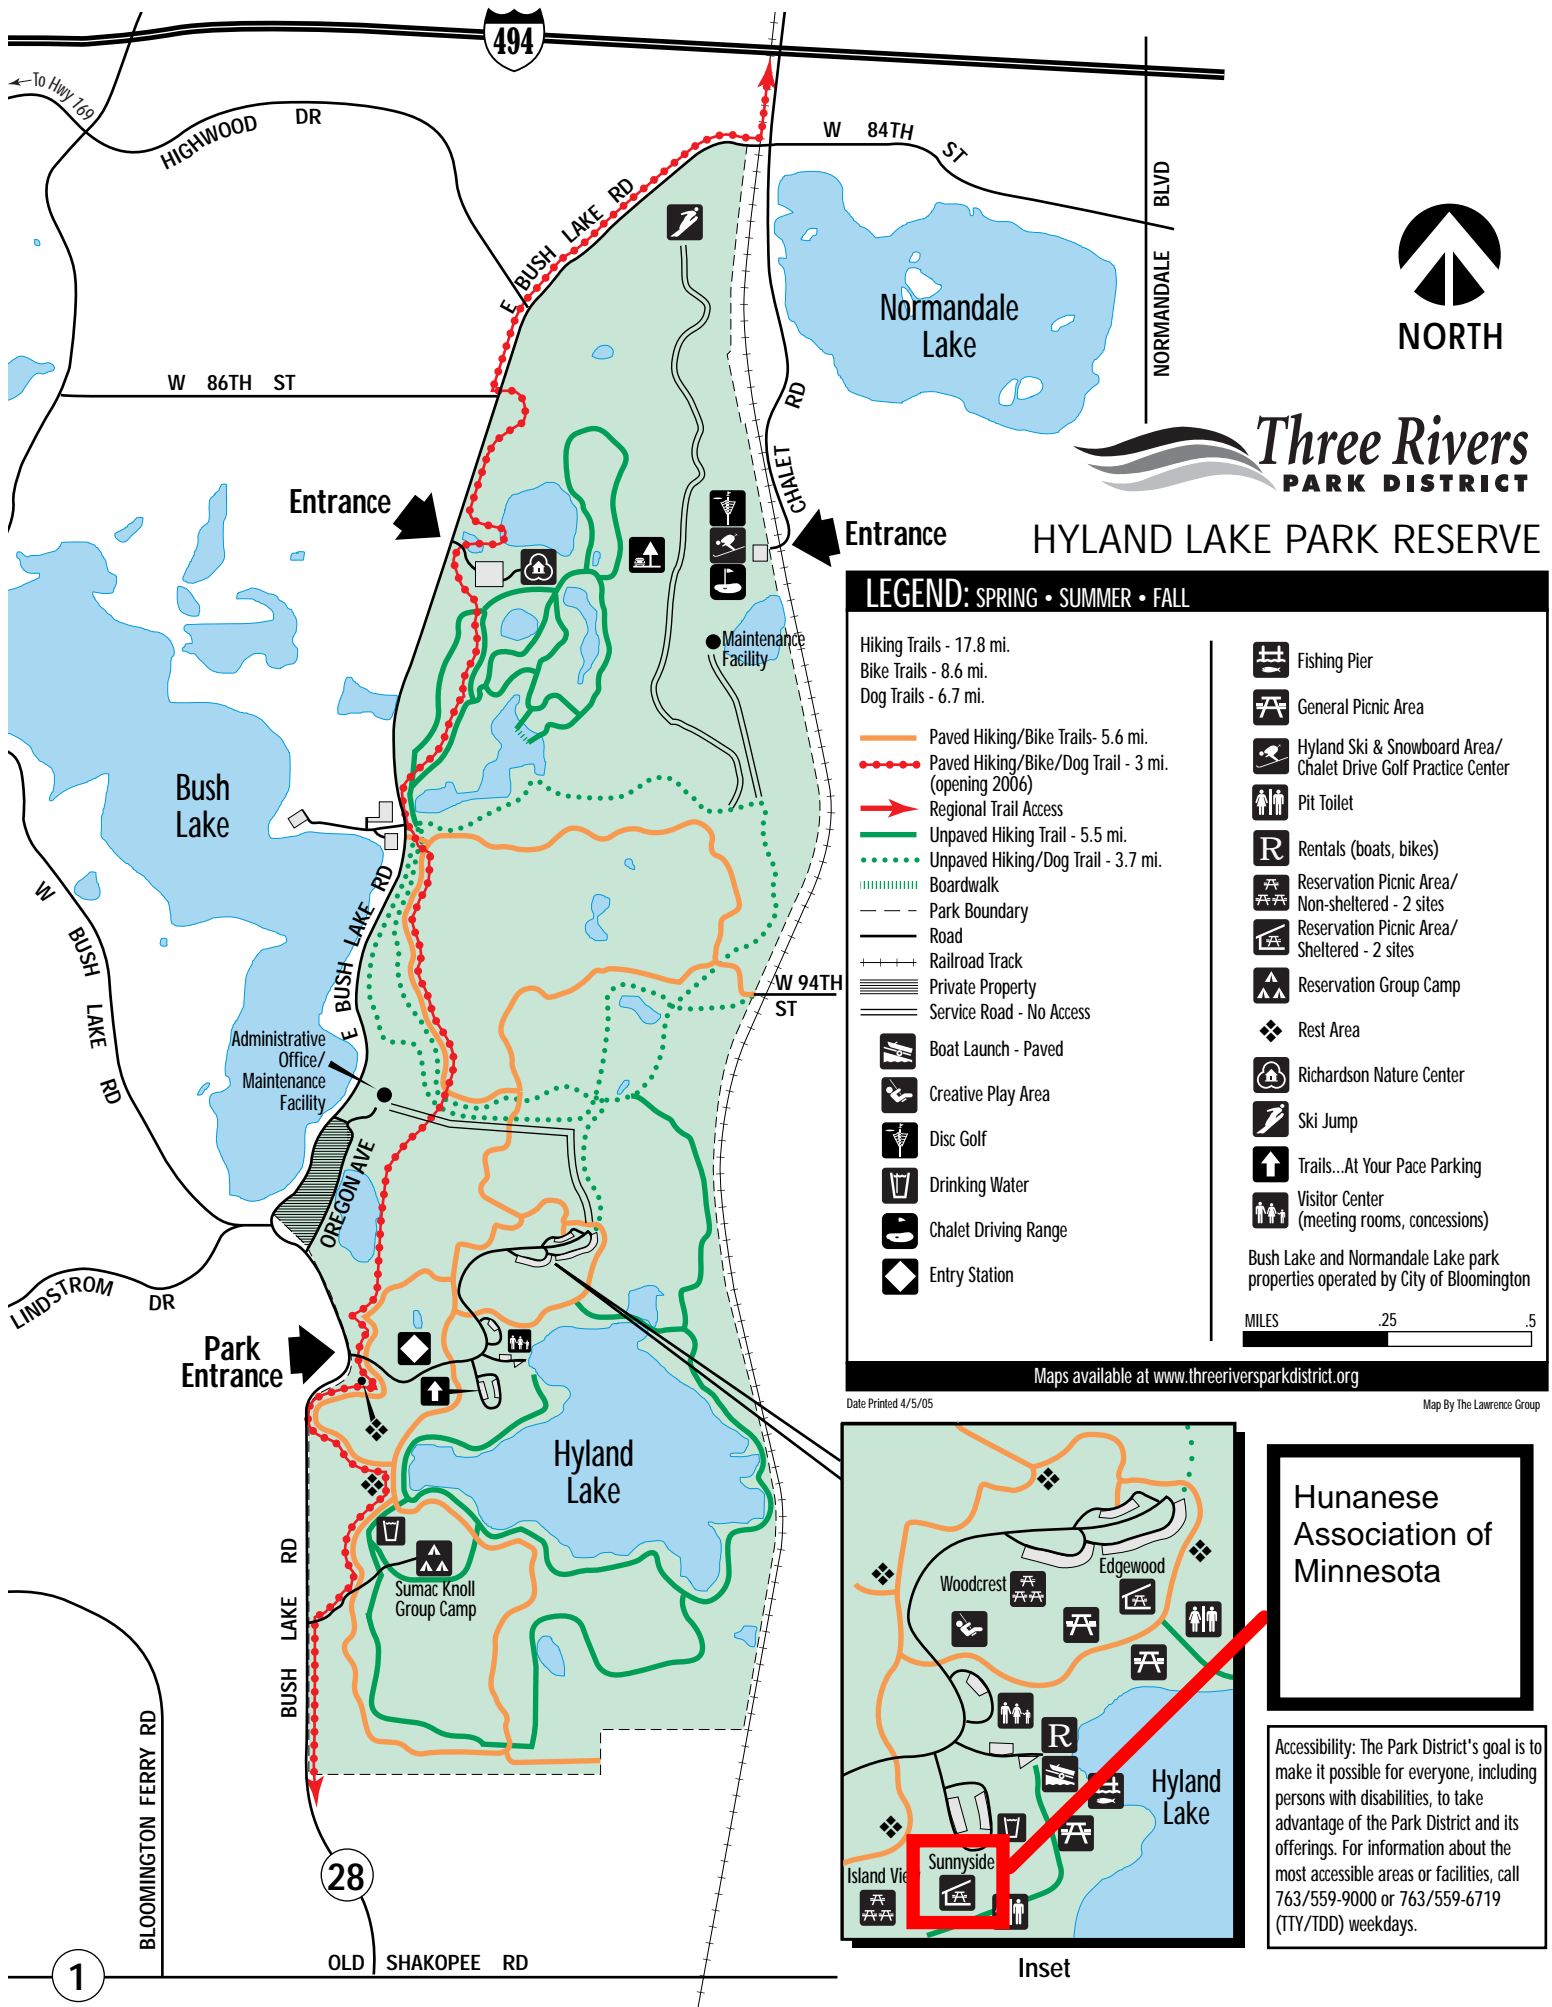 494
To Hwy 169
HIGHWOOD DR
W 84TH ST
E BUSH LAKE RD
NORMANDALE BLVD
Normandale
Lake
NORTH
W 86TH ST
CHALET RD
Three Rivers
PARK DISTRICT
HYLAND LAKE PARK RESERVE
Entrance
Entrance
Maintenance
Facility
Bush
Lake
W BUSH LAKE RD
E BUSH LAKE RD
W 94TH
ST
Administrative
Office/
Maintenance
Facility
OREGON AVE
LINDSTROM DR
Park
Entrance
Hyland
Lake
Sumac Knoll
Group Camp
BUSH LAKE RD
BLOOMINGTON FERRY RD
28
1
OLD SHAKOPEE RD
LEGEND: SPRING • SUMMER • FALL
Hiking Trails - 17.8 mi.
Bike Trails - 8.6 mi.
Dog Trails - 6.7 mi.
Paved Hiking/Bike Trails- 5.6 mi.
Paved Hiking/Bike/Dog Trail - 3 mi.
(opening 2006)
Regional Trail Access
Unpaved Hiking Trail - 5.5 mi.
Unpaved Hiking/Dog Trail - 3.7 mi.
Boardwalk
Park Boundary
Road
Railroad Track
Private Property
Service Road - No Access
Boat Launch - Paved
Creative Play Area
Disc Golf
Drinking Water
Chalet Driving Range
Entry Station
Fishing Pier
General Picnic Area
Hyland Ski & Snowboard Area/
Chalet Drive Golf Practice Center
Pit Toilet
R Rentals (boats, bikes)
Reservation Picnic Area/
Non-sheltered - 2 sites
Reservation Picnic Area/
Sheltered - 2 sites
Reservation Group Camp
Rest Area
Richardson Nature Center
Ski Jump
Trails...At Your Pace Parking
Visitor Center
(meeting rooms, concessions)
Bush Lake and Normandale Lake park
properties operated by City of Bloomington
MILES .25 .5
Maps available at www.threeriversparkdistrict.org
Date Printed 4/5/05
Map By The Lawrence Group
Woodcrest
Edgewood
R
Hyland
Lake
Sunnyside
Island Vie
Inset
Hunanese
Association of
Minnesota
Accessibility: The Park District's goal is to
make it possible for everyone, including
persons with disabilities, to take
advantage of the Park District and its
offerings. For information about the
most accessible areas or facilities, call
763/559-9000 or 763/559-6719
(TTY/TDD) weekdays.